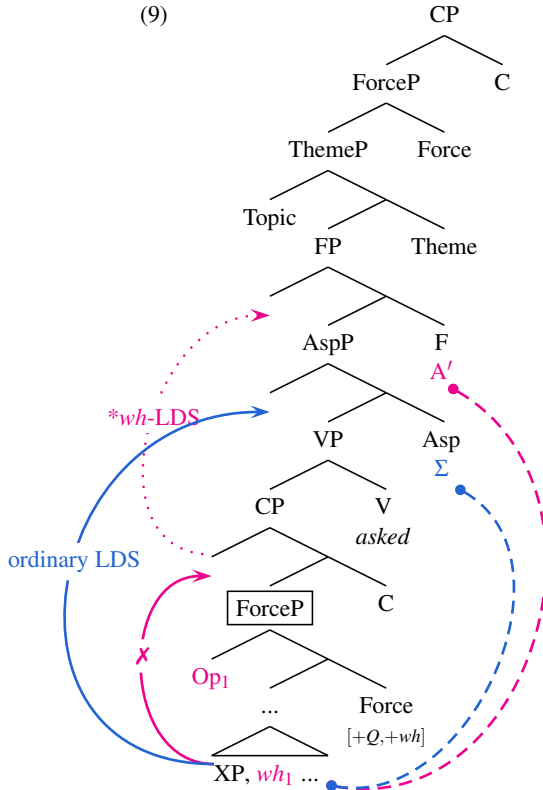 (9)
CP
ForceP C
ThemeP Force
Topic
FP Theme
AspP F
A′
*wh-LDS
VP Asp
Σ
CP V
asked
ordinary LDS
ForceP C
✗
Op₁
... Force
[+Q,+wh]
XP, wh₁ ...